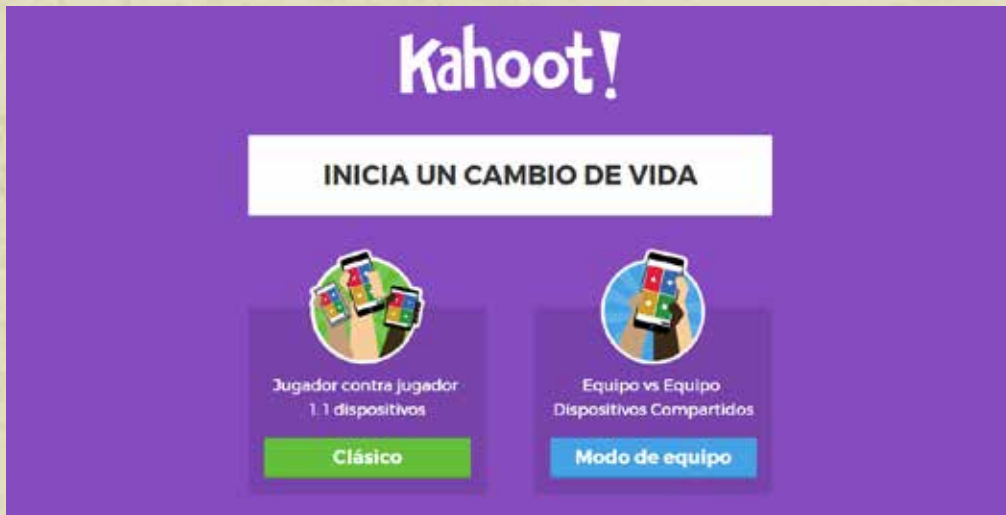 Kahoot!
INICIA UN CAMBIO DE VIDA
Jugador contra jugador
1.1 dispositivos
Clásico
Equipo vs Equipo
Dispositivos Compartidos
Modo de equipo